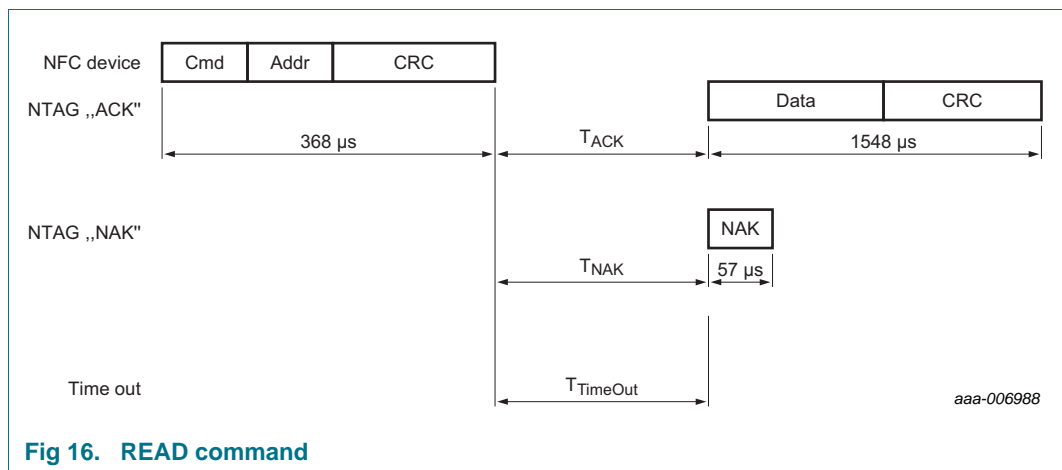 NFC device Cmd Addr CRC
NTAG ,,ACK" Data CRC
368 µs TACK 1548 µs
NTAG ,,NAK" NAK
TNAK 57 µs
Time out TTimeOut
aaa-006988
Fig 16. READ command